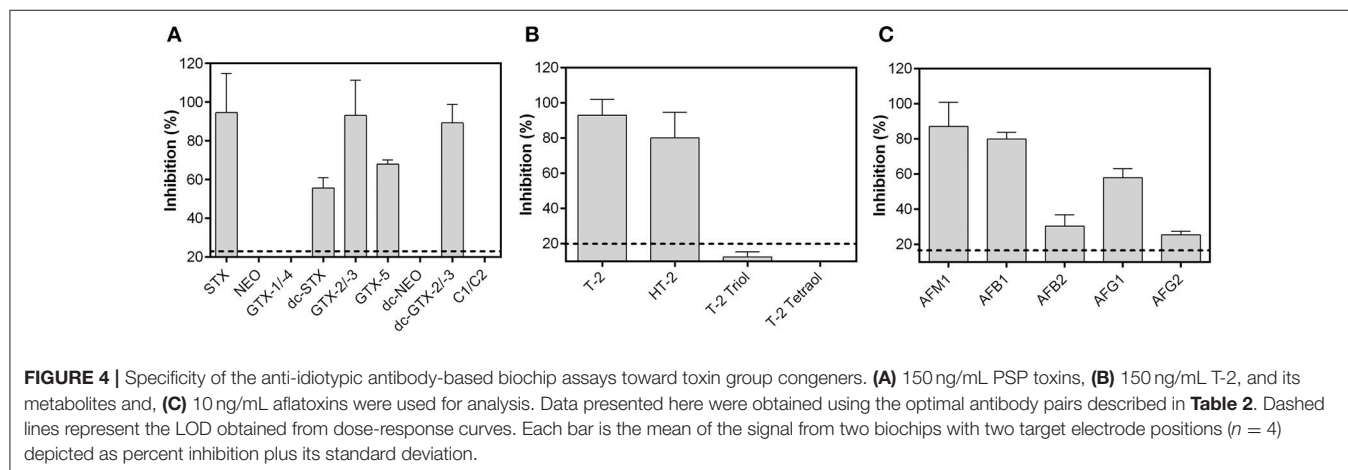 A
Inhibition (%)
120
100
80
60
40
20
STX
NEO
GTX-1/-4
dc-STX
GTX-2/-3
GTX-5
dc-NEO
dc-GTX-2/-3
C1/C2
B
Inhibition (%)
120
100
80
60
40
20
T-2
HT-2
T-2 Triol
T-2 Tetraol
C
Inhibition (%)
120
100
80
60
40
20
AFM1
AFB1
AFB2
AFG1
AFG2
FIGURE 4 | Specificity of the anti-idiotypic antibody-based biochip assays toward toxin group congeners. (A) 150 ng/mL PSP toxins, (B) 150 ng/mL T-2, and its
metabolites and, (C) 10 ng/mL aflatoxins were used for analysis. Data presented here were obtained using the optimal antibody pairs described in Table 2. Dashed
lines represent the LOD obtained from dose-response curves. Each bar is the mean of the signal from two biochips with two target electrode positions (n = 4)
depicted as percent inhibition plus its standard deviation.